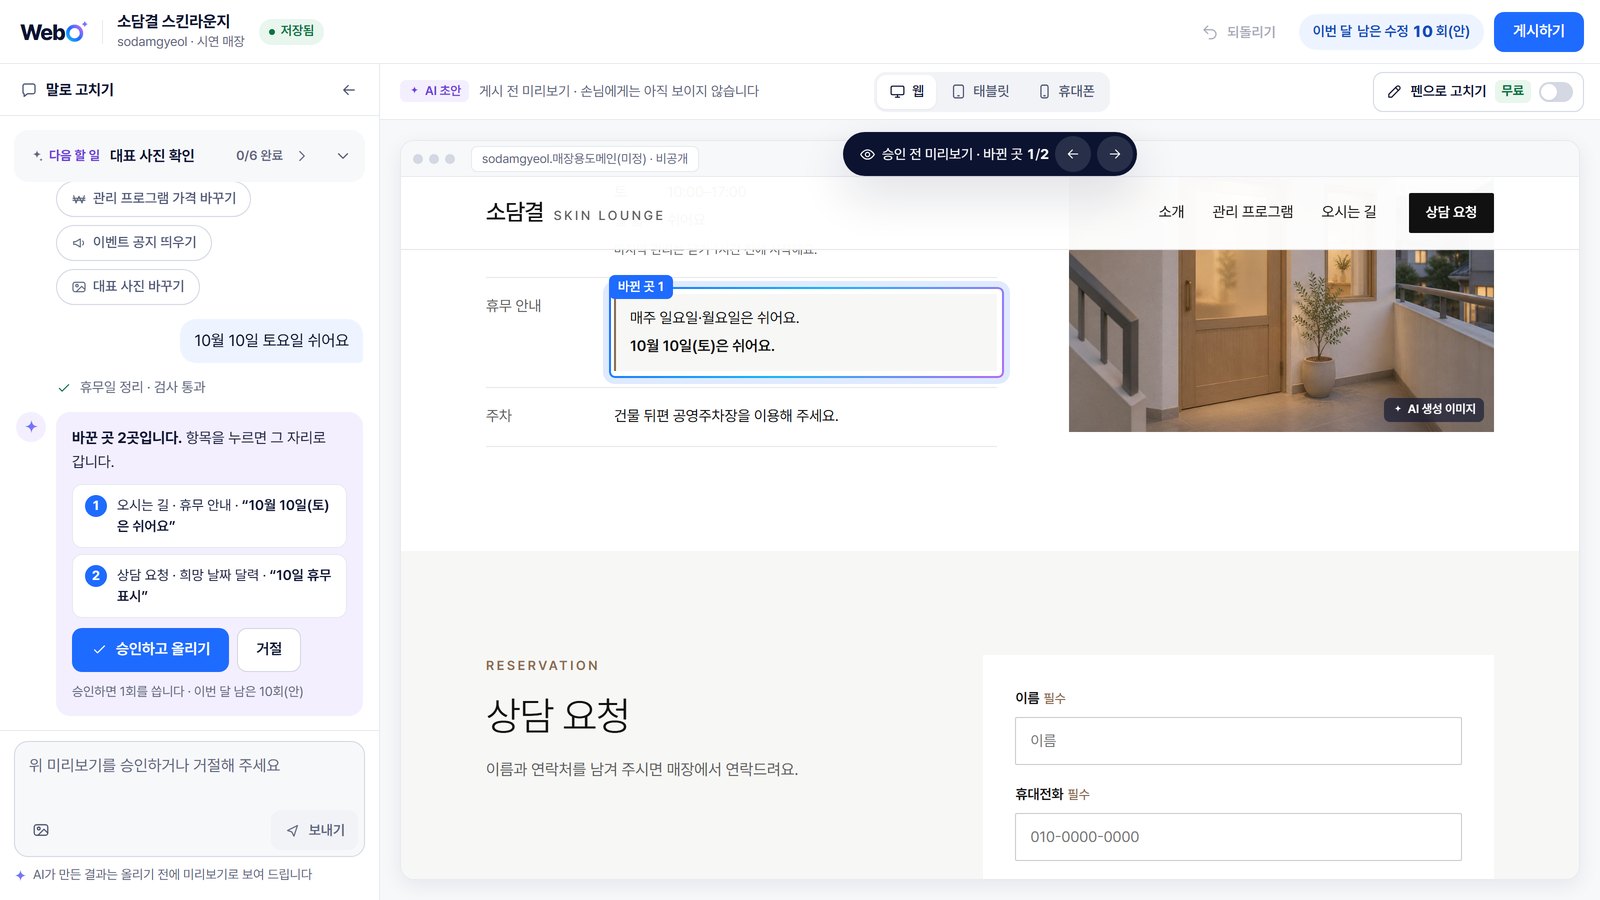 WebO
소담결 스킨라운지
sodamgyeol · 시연 매장
저장됨
되돌리기
이번 달 남은 수정 10회(안)
게시하기
말로 고치기
다음 할 일 대표 사진 확인 0/6 완료
관리 프로그램 가격 바꾸기
이벤트 공지 띄우기
대표 사진 바꾸기
10월 10일 토요일 쉬어요
휴무일 정리 · 검사 통과
바꾼 곳 2곳입니다. 항목을 누르면 그 자리로
갑니다.
1 오시는 길 · 휴무 안내 · “10월 10일(토)
은 쉬어요”
2 상담 요청 · 희망 날짜 달력 · “10일 휴무
표시”
승인하고 올리기
거절
승인하면 1회를 씁니다 · 이번 달 남은 10회(안)
위 미리보기를 승인하거나 거절해 주세요
보내기
AI가 만든 결과는 올리기 전에 미리보기로 보여 드립니다
AI 초안 게시 전 미리보기 · 손님에게는 아직 보이지 않습니다
웹
태블릿
휴대폰
펜으로 고치기 무료
sodamgyeol.매장용도메인(미정) · 비공개
승인 전 미리보기 · 바뀐 곳 1/2
토 10:00–17:00
소담결 SKIN LOUNGE
소개
관리 프로그램
오시는 길
상담 요청
바뀐 곳 1
휴무 안내
매주 일요일·월요일은 쉬어요.
10월 10일(토)은 쉬어요.
주차
건물 뒤편 공영주차장을 이용해 주세요.
AI 생성 이미지
RESERVATION
상담 요청
이름과 연락처를 남겨 주시면 매장에서 연락드려요.
이름 필수
이름
휴대전화 필수
010-0000-0000